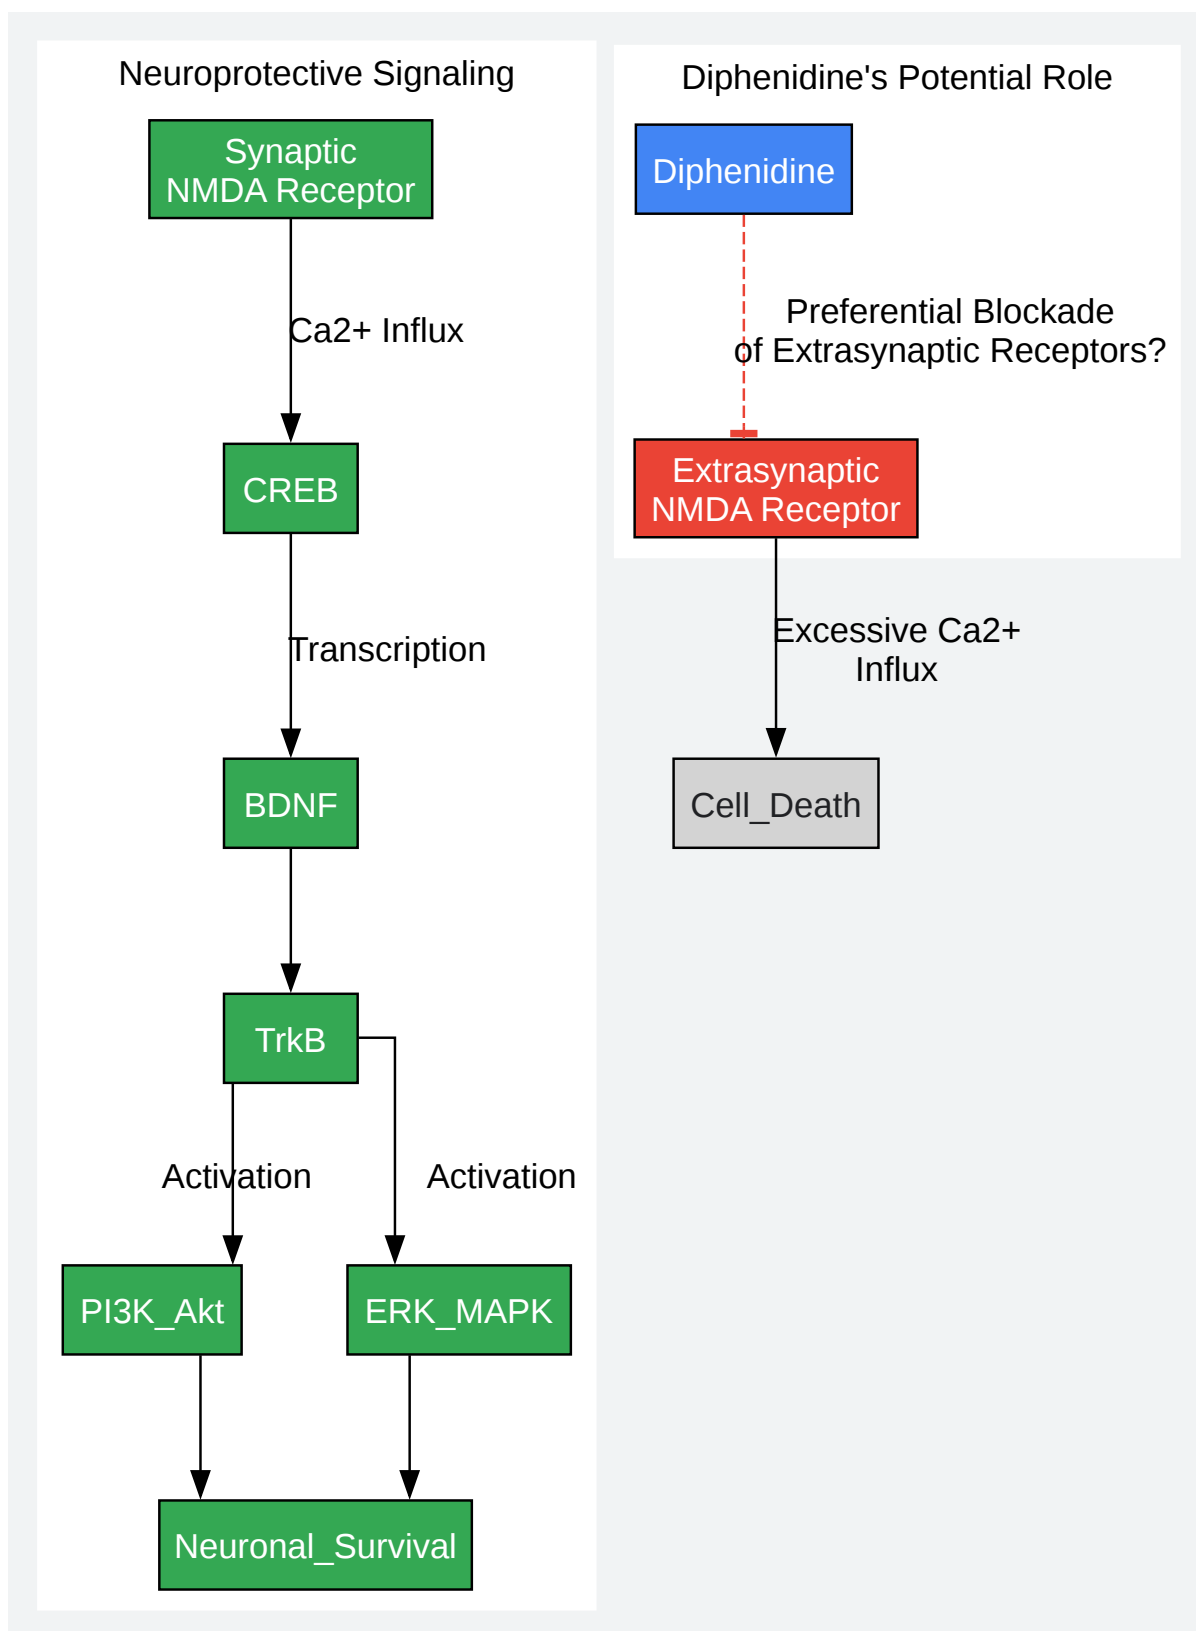 Neuroprotective Signaling
Synaptic
NMDA Receptor
Ca2+ Influx
CREB
Transcription
BDNF
TrkB
Activation
Activation
PI3K_Akt
ERK_MAPK
Neuronal_Survival
Diphenidine's Potential Role
Diphenidine
Preferential Blockade
of Extrasynaptic Receptors?
Extrasynaptic
NMDA Receptor
Excessive Ca2+
Influx
Cell_Death